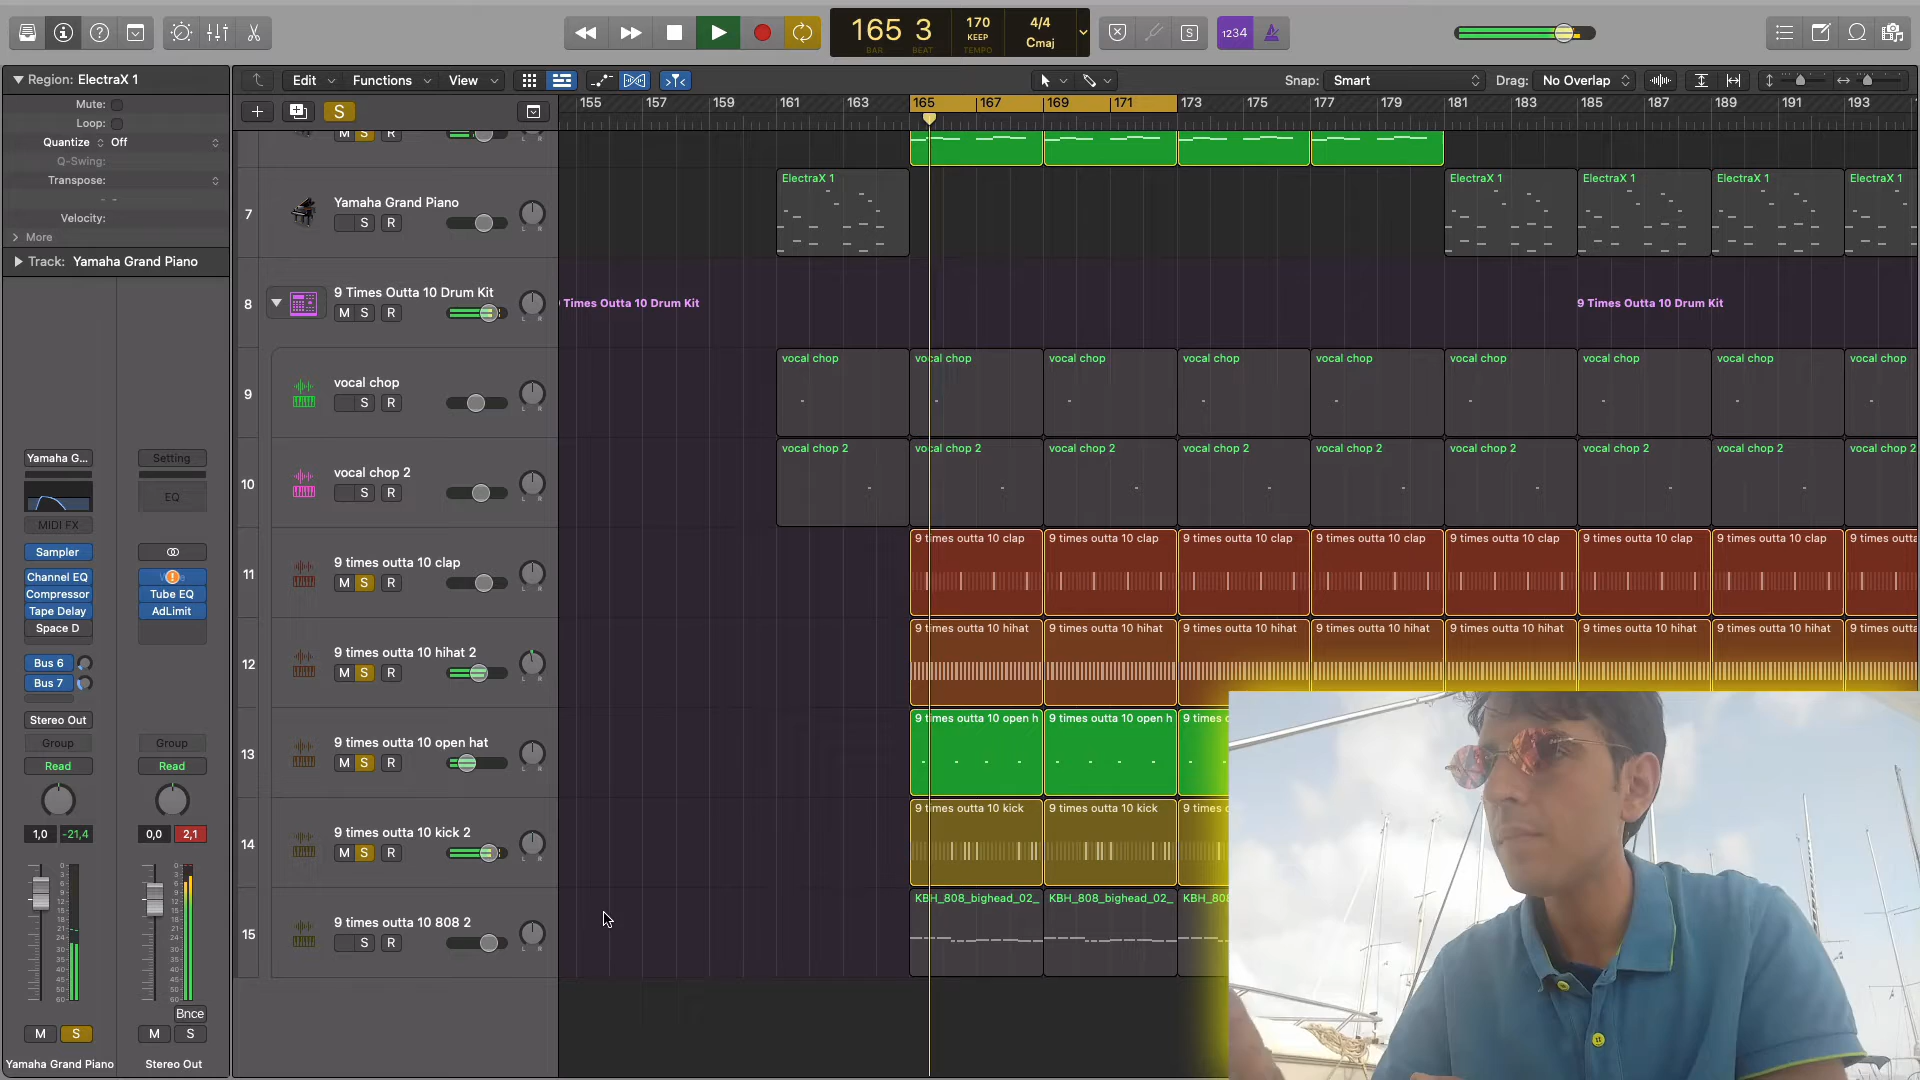 165 3
BAR BEAT
170
KEEP
TEMPO
4/4
Cmaj
1234
Region: ElectraX 1
Mute:
Loop:
Quantize Off
Q-Swing:
Transpose:
Velocity:
More
Track: Yamaha Grand Piano
Edit Functions View
Snap: Smart
Drag: No Overlap
S
155 157 159 161 163 165 167 169 171 173 175 177 179 181 183 185 187 189 191 193
M S R
7
Yamaha Grand Piano
S R
ElectraX 1 ElectraX 1 ElectraX 1 ElectraX 1 ElectraX 1
8
9 Times Outta 10 Drum Kit
M S R
Times Outta 10 Drum Kit
9 Times Outta 10 Drum Kit
9
vocal chop
S R
vocal chop vocal chop vocal chop vocal chop vocal chop vocal chop vocal chop vocal chop vocal chop
10
vocal chop 2
S R
vocal chop 2 vocal chop 2 vocal chop 2 vocal chop 2 vocal chop 2 vocal chop 2 vocal chop 2 vocal chop 2 vocal chop 2
11
9 times outta 10 clap
M S R
9 times outta 10 clap 9 times outta 10 clap 9 times outta 10 clap 9 times outta 10 clap 9 times outta 10 clap 9 times outta 10 clap 9 times outta 10 clap 9 times outta
12
9 times outta 10 hihat 2
M S R
9 times outta 10 hihat 9 times outta 10 hihat 9 times outta 10 hihat 9 times outta 10 hihat 9 times outta 10 hihat 9 times outta 10 hihat 9 times outta 10 hihat 9 times outta
13
9 times outta 10 open hat
M S R
9 times outta 10 open h 9 times outta 10 open h 9 times
14
9 times outta 10 kick 2
M S R
9 times outta 10 kick 9 times outta 10 kick 9 times
15
9 times outta 10 808 2
S R
KBH_808_bighead_02_ KBH_808_bighead_02_ KBH_808
Yamaha G... Setting
EQ
MIDI FX
Sampler
Channel EQ
Compressor Tube EQ
Tape Delay AdLimit
Space D
Bus 6
Bus 7
Stereo Out
Group Group
Read Read
1,0 -21,4 0,0 2,1
Bnce
M S M S
Yamaha Grand Piano Stereo Out